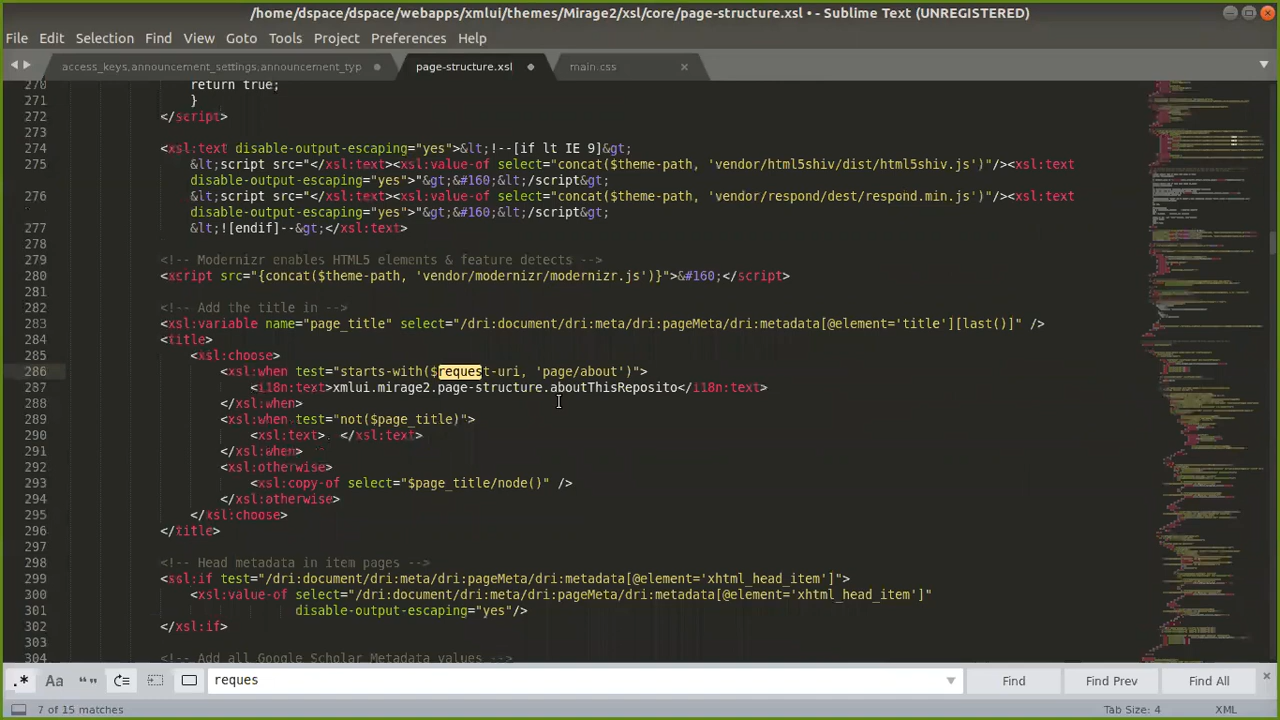 /home/dspace/dspace/webapps/xmlui/themes/Mirage2/xsl/core/page-structure.xsl • - Sublime Text (UNREGISTERED)
File Edit Selection Find View Goto Tools Project Preferences Help
access_keys,announcement_settings,announcement_typ page-structure.xsl main.css ×
270 return true;
271 }
272 </script>
273
274 <xsl:text disable-output-escaping="yes">&lt;!--[if lt IE 9]&gt;
275 &lt;script src="</xsl:text><xsl:value-of select="concat($theme-path, 'vendor/html5shiv/dist/html5shiv.js')"/><xsl:text
disable-output-escaping="yes">"&gt;&#160;&lt;/script&gt;
276 &lt;script src="</xsl:text><xsl:value-of select="concat($theme-path, 'vendor/respond/dest/respond.min.js')"/><xsl:text
disable-output-escaping="yes">"&gt;&#160;&lt;/script&gt;
277 &lt;![endif]--&gt;</xsl:text>
278
279 <!-- Modernizr enables HTML5 elements & feature detects -->
280 <script src="{concat($theme-path, 'vendor/modernizr/modernizr.js')}">&#160;</script>
281
282 <!-- Add the title in -->
283 <xsl:variable name="page_title" select="/dri:document/dri:meta/dri:pageMeta/dri:metadata[@element='title'][last()]" />
284 <title>
285 <xsl:choose>
286 <xsl:when test="starts-with($request-uri, 'page/about')">
287 <i18n:text>xmlui.mirage2.page-structure.aboutThisReposito</i18n:text>
288 </xsl:when>
289 <xsl:when test="not($page_title)">
290 <xsl:text>  </xsl:text>
291 </xsl:when>
292 <xsl:otherwise>
293 <xsl:copy-of select="$page_title/node()" />
294 </xsl:otherwise>
295 </xsl:choose>
296 </title>
297
298 <!-- Head metadata in item pages -->
299 <xsl:if test="/dri:document/dri:meta/dri:pageMeta/dri:metadata[@element='xhtml_head_item']">
300 <xsl:value-of select="/dri:document/dri:meta/dri:pageMeta/dri:metadata[@element='xhtml_head_item']"
301 disable-output-escaping="yes"/>
302 </xsl:if>
303
304 <!-- Add all Google Scholar Metadata values -->
.* Aa “” reques Find Find Prev Find All ×
7 of 15 matches Tab Size: 4 XML